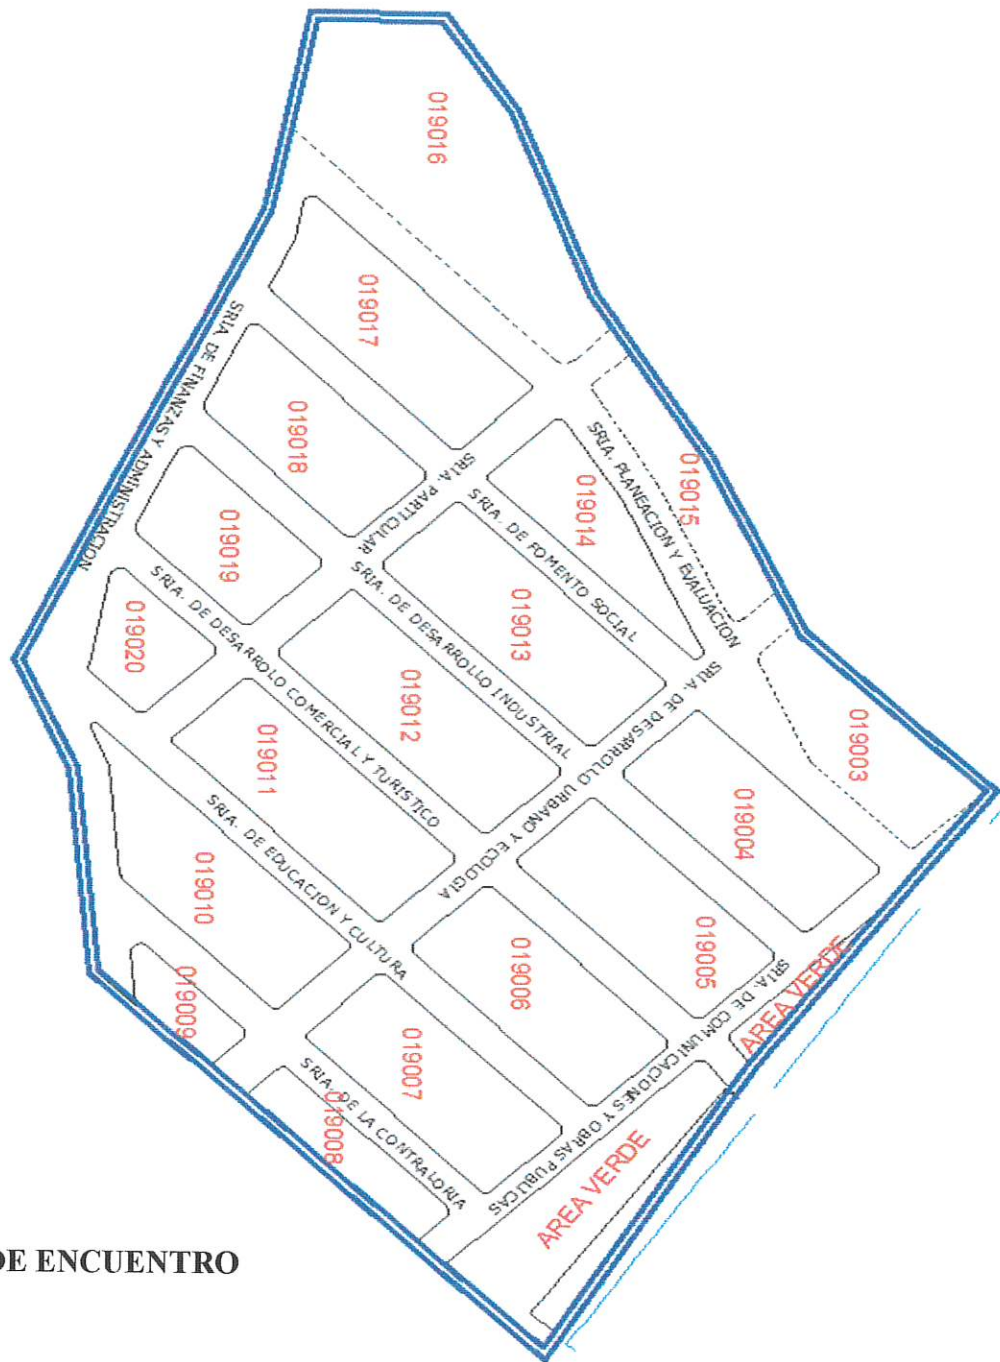 019016
019017
SRIA. DE FINANZAS Y ADMINISTRACION
019018
SRIA. PARTICULAR
SRIA. PLANEACION Y EVALUACION
019015
019014
SRIA. DE FOMENTO SOCIAL
019013
019019
SRIA. DE DESARROLLO INDUSTRIAL
SRIA. DE DESARROLO COMERCIAL Y TURISTICO
019020
019012
SRIA. DE DESARROLLO URBANO Y ECOLOGIA
019003
019004
019011
SRIA. DE EDUCACION Y CULTURA
019010
019005
019006
SRIA. DE COMUNICACIONES Y OBRAS PUBLICAS
AREA VERDE
019009
019007
SRIA. DE LA CONTRALORIA
019008
AREA VERDE
DE ENCUENTRO